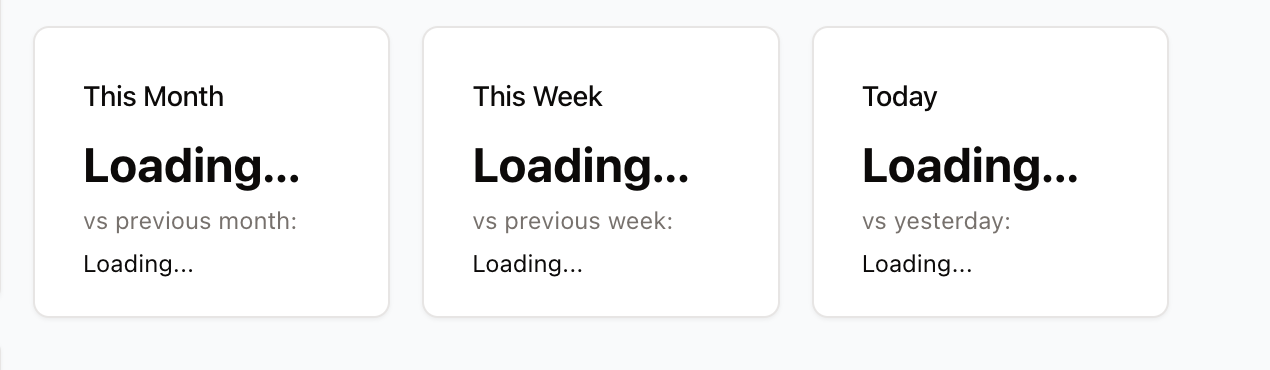 This Month
Loading...
vs previous month:
Loading...
This Week
Loading...
vs previous week:
Loading...
Today
Loading...
vs yesterday:
Loading...